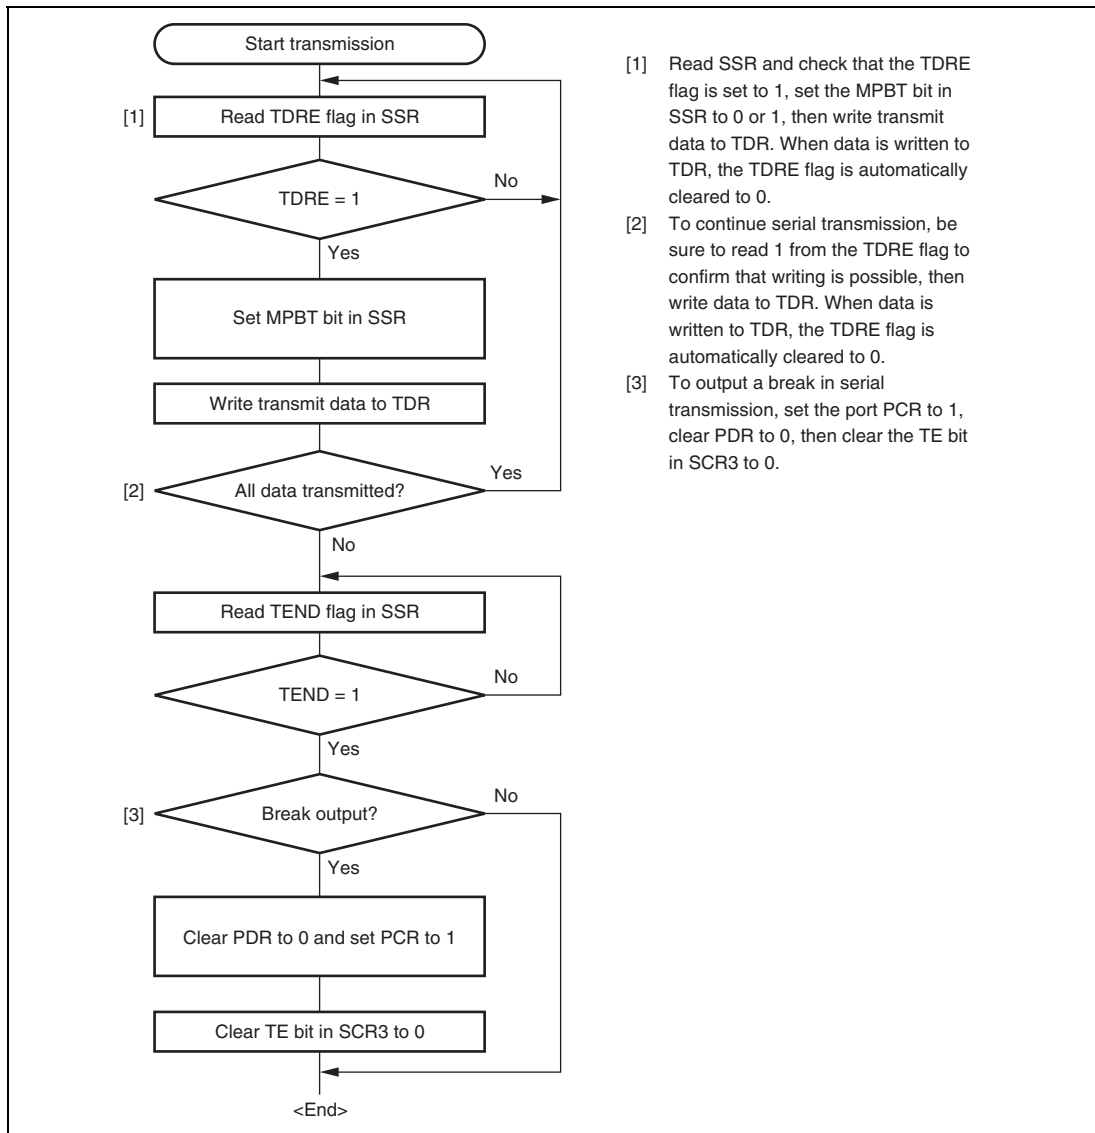 Start transmission
[1] Read TDRE flag in SSR
TDRE = 1
No
Yes
Set MPBT bit in SSR
Write transmit data to TDR
[2] All data transmitted?
Yes
No
Read TEND flag in SSR
TEND = 1
No
Yes
[3] Break output?
No
Yes
Clear PDR to 0 and set PCR to 1
Clear TE bit in SCR3 to 0
<End>
[1] Read SSR and check that the TDRE
flag is set to 1, set the MPBT bit in
SSR to 0 or 1, then write transmit
data to TDR. When data is written to
TDR, the TDRE flag is automatically
cleared to 0.
[2] To continue serial transmission, be
sure to read 1 from the TDRE flag to
confirm that writing is possible, then
write data to TDR. When data is
written to TDR, the TDRE flag is
automatically cleared to 0.
[3] To output a break in serial
transmission, set the port PCR to 1,
clear PDR to 0, then clear the TE bit
in SCR3 to 0.